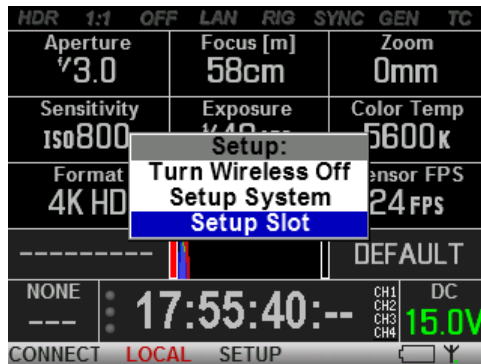 HDR 1:1 OFF LAN RIG SYNC GEN TC
Aperture Focus [m] Zoom
f/3.0 58cm 0mm
Sensitivity Exposure Color Temp
ISO800 5600K
Setup:
Format Turn Wireless Off ensor FPS
4K HD Setup System 24 FPS
Setup Slot
--------- DEFAULT
NONE CH1 DC
--- 17:55:40:-- CH2 15.0V
CH3
CH4
CONNECT LOCAL SETUP